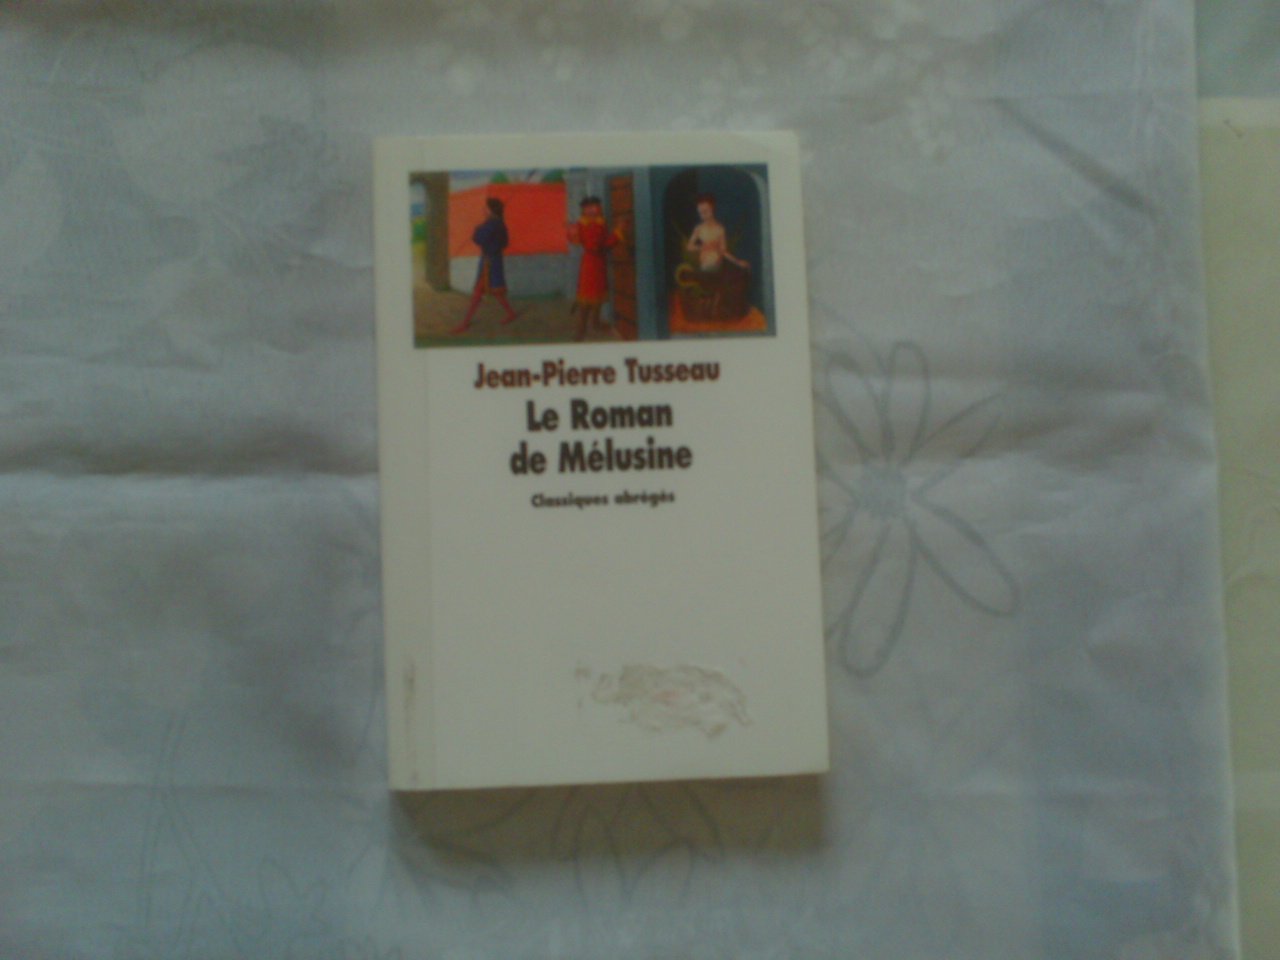 Jean-Pierre Tusseau
Le Roman
de Mélusine
Classiques abrégés